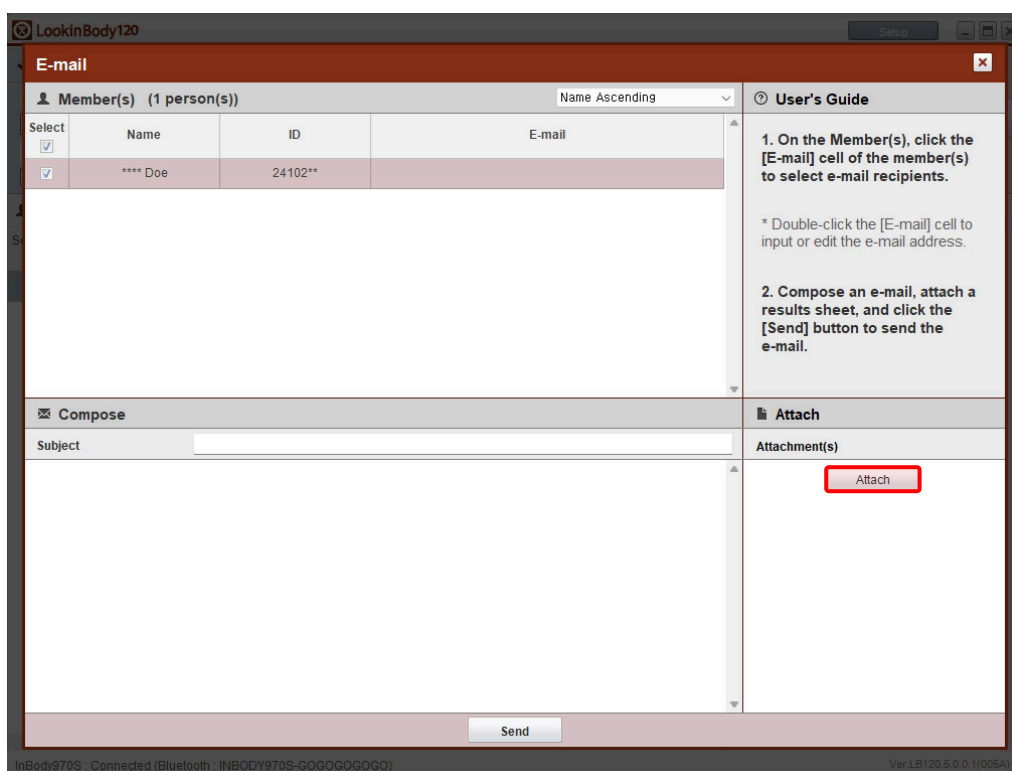 LookinBody120
Setup
E-mail
Member(s) (1 person(s))
Name Ascending
User's Guide
Select
Name
ID
E-mail
**** Doe
24102**
1. On the Member(s), click the
[E-mail] cell of the member(s)
to select e-mail recipients.
* Double-click the [E-mail] cell to
input or edit the e-mail address.
2. Compose an e-mail, attach a
results sheet, and click the
[Send] button to send the
e-mail.
Compose
Attach
Subject
Attachment(s)
Attach
Send
InBody970S : Connected (Bluetooth : INBODY970S-GOGOGOGOGO)
Ver.LB120.5.0.0.1(005A)